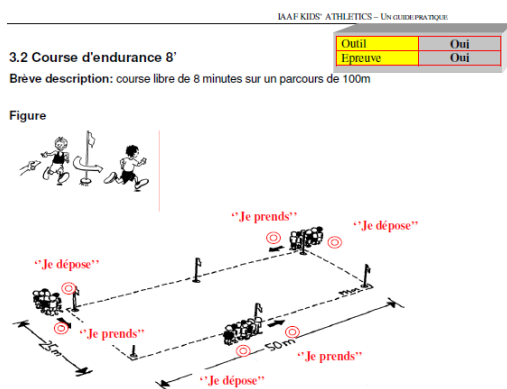 IAAF KIDS' ATHLETICS – UN GUIDE PRATIQUE
Outil Oui
Epreuve Oui
3.2 Course d'endurance 8'
Brève description: course libre de 8 minutes sur un parcours de 100m
Figure
‘’Je prends’’
‘’Je dépose’’
‘’Je dépose’’
‘’Je prends’’
25m
50m
‘’Je prends’’
‘’Je dépose’’